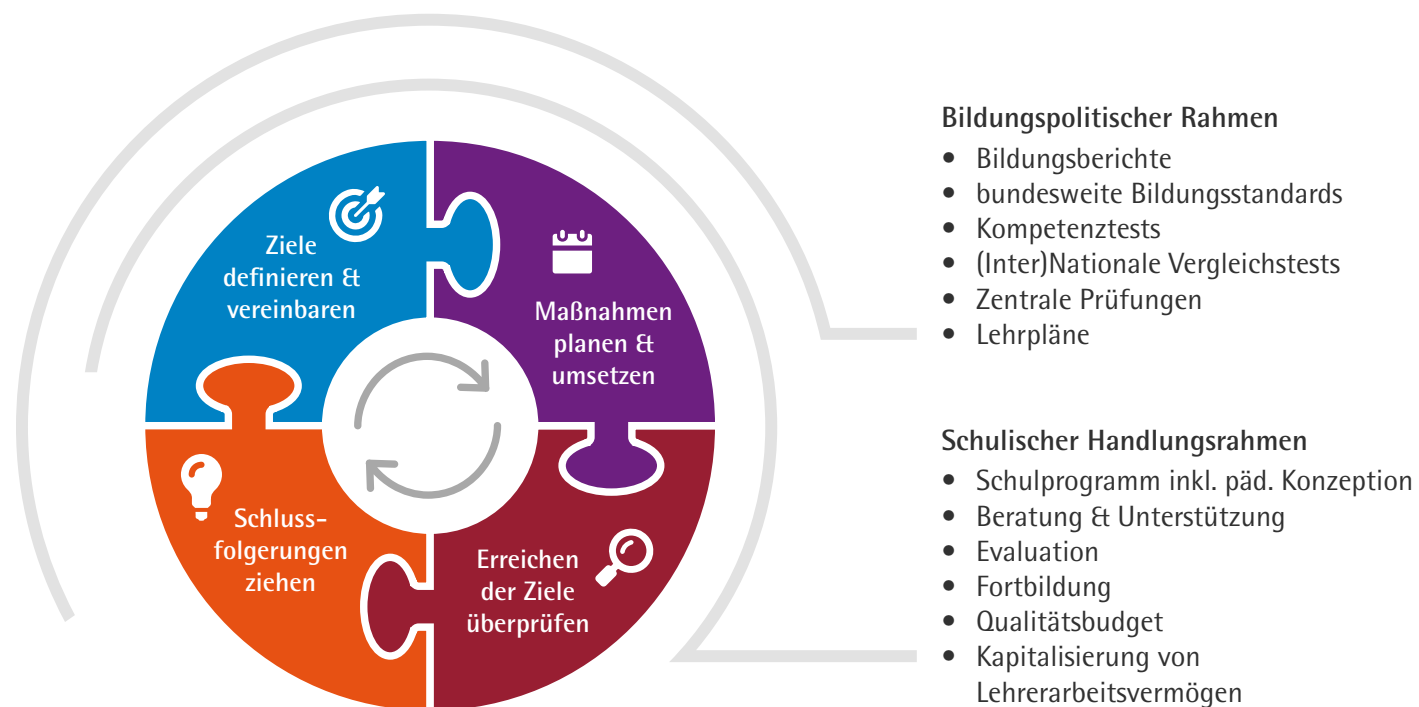 Ziele
definieren &
vereinbaren
Maßnahmen
planen &
umsetzen
Schluss-
folgerungen
ziehen
Erreichen
der Ziele
überprüfen
Bildungspolitischer Rahmen
• Bildungsberichte
• bundesweite Bildungsstandards
• Kompetenztests
• (Inter)Nationale Vergleichstests
• Zentrale Prüfungen
• Lehrpläne
Schulischer Handlungsrahmen
• Schulprogramm inkl. päd. Konzeption
• Beratung & Unterstützung
• Evaluation
• Fortbildung
• Qualitätsbudget
• Kapitalisierung von
Lehrerarbeitsvermögen